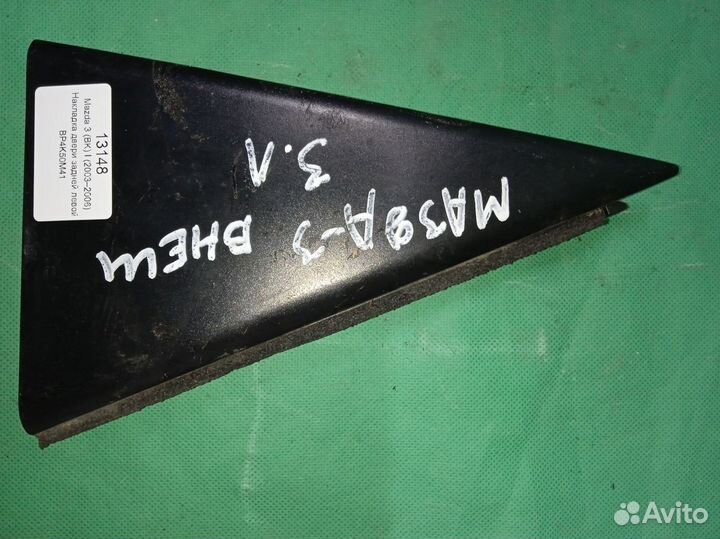 13148
Mazda 3 (BK) I (2003-2006)
Накладка двери задней левой
BP4K50M41
МАЗДА-3 ВНЕШ
З.Л
Avito